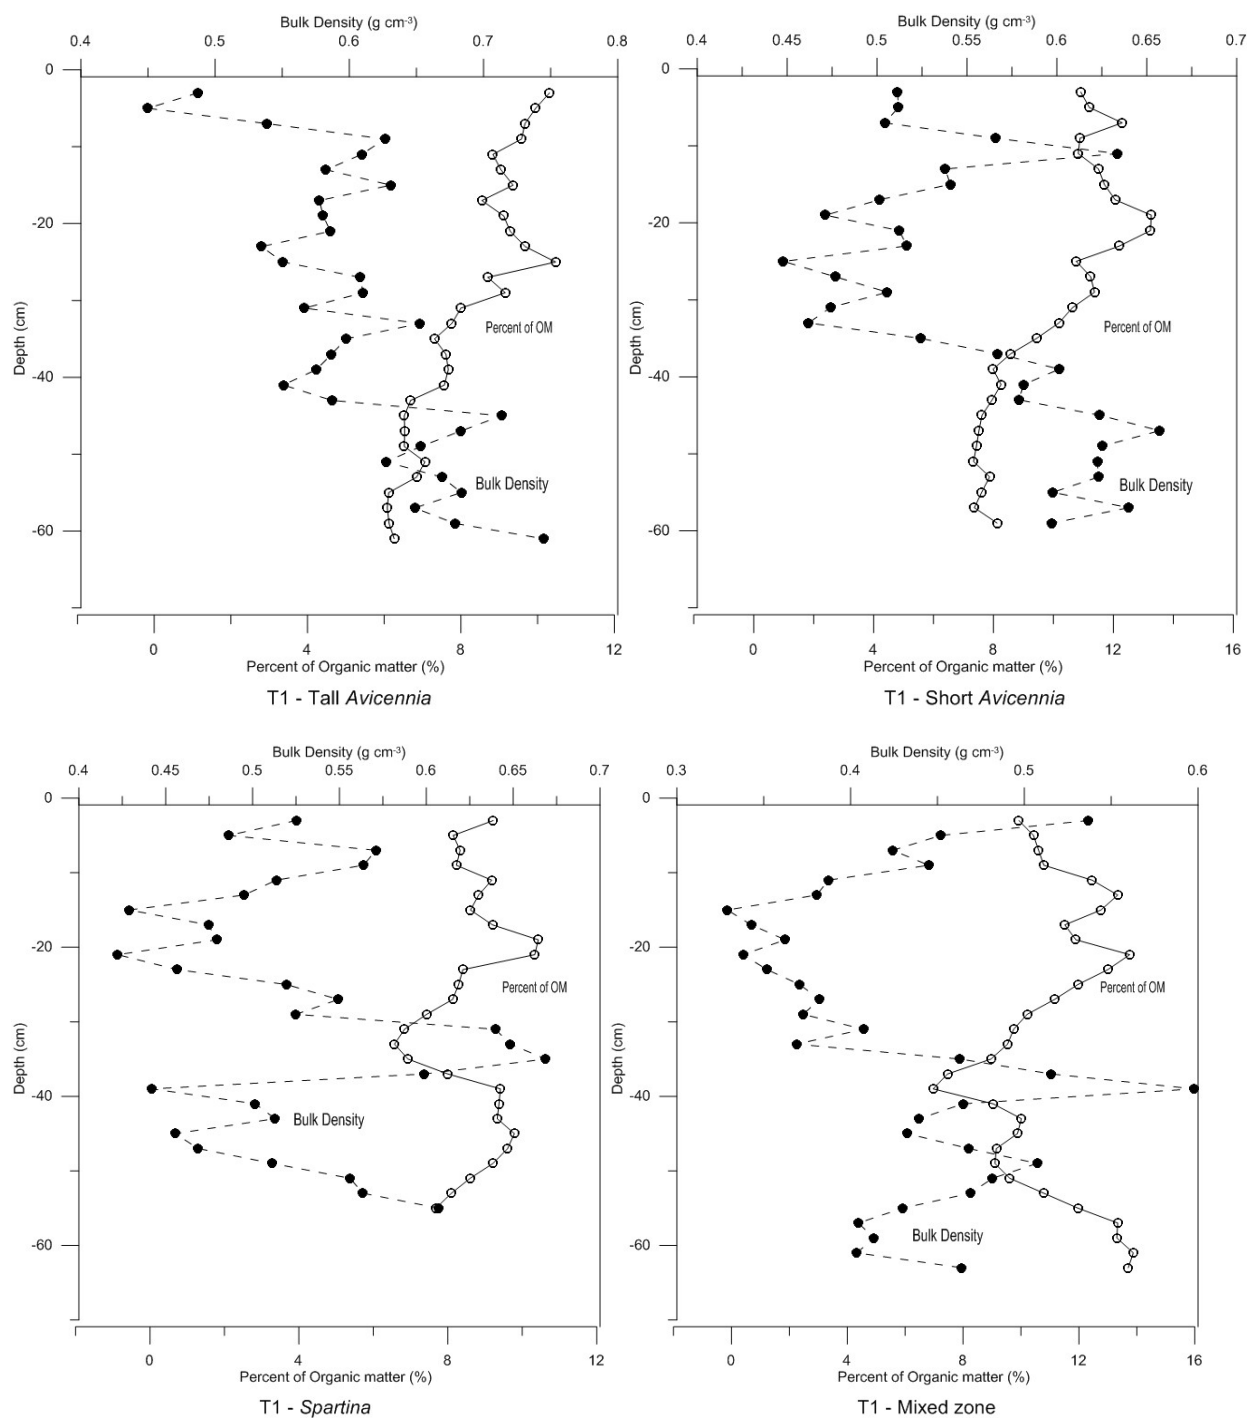 Bulk Density (g cm-3)
0.4 0.5 0.6 0.7 0.8
0
-20
-40
-60
Depth (cm)
Percent of OM
Bulk Density
0 4 8 12
Percent of Organic matter (%)
T1 - Tall Avicennia
Bulk Density (g cm-3)
0.4 0.45 0.5 0.55 0.6 0.65 0.7
0
-20
-40
-60
Depth (cm)
Percent of OM
Bulk Density
0 4 8 12 16
Percent of Organic matter (%)
T1 - Short Avicennia
Bulk Density (g cm-3)
0.4 0.45 0.5 0.55 0.6 0.65 0.7
0
-20
-40
-60
Depth (cm)
Percent of OM
Bulk Density
0 4 8 12
Percent of Organic matter (%)
T1 - Spartina
Bulk Density (g cm-3)
0.3 0.4 0.5 0.6
0
-20
-40
-60
Depth (cm)
Percent of OM
Bulk Density
0 4 8 12 16
Percent of Organic matter (%)
T1 - Mixed zone